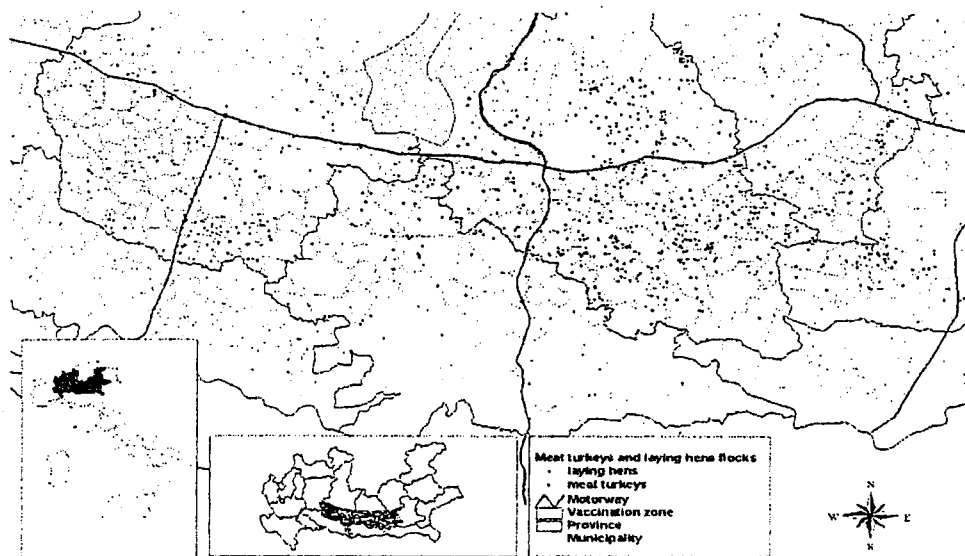 Meat turkeys and laying hens flocks
laying hens
meat turkeys
Motorway
Vaccination zone
Province
Municipality
N
W E
S